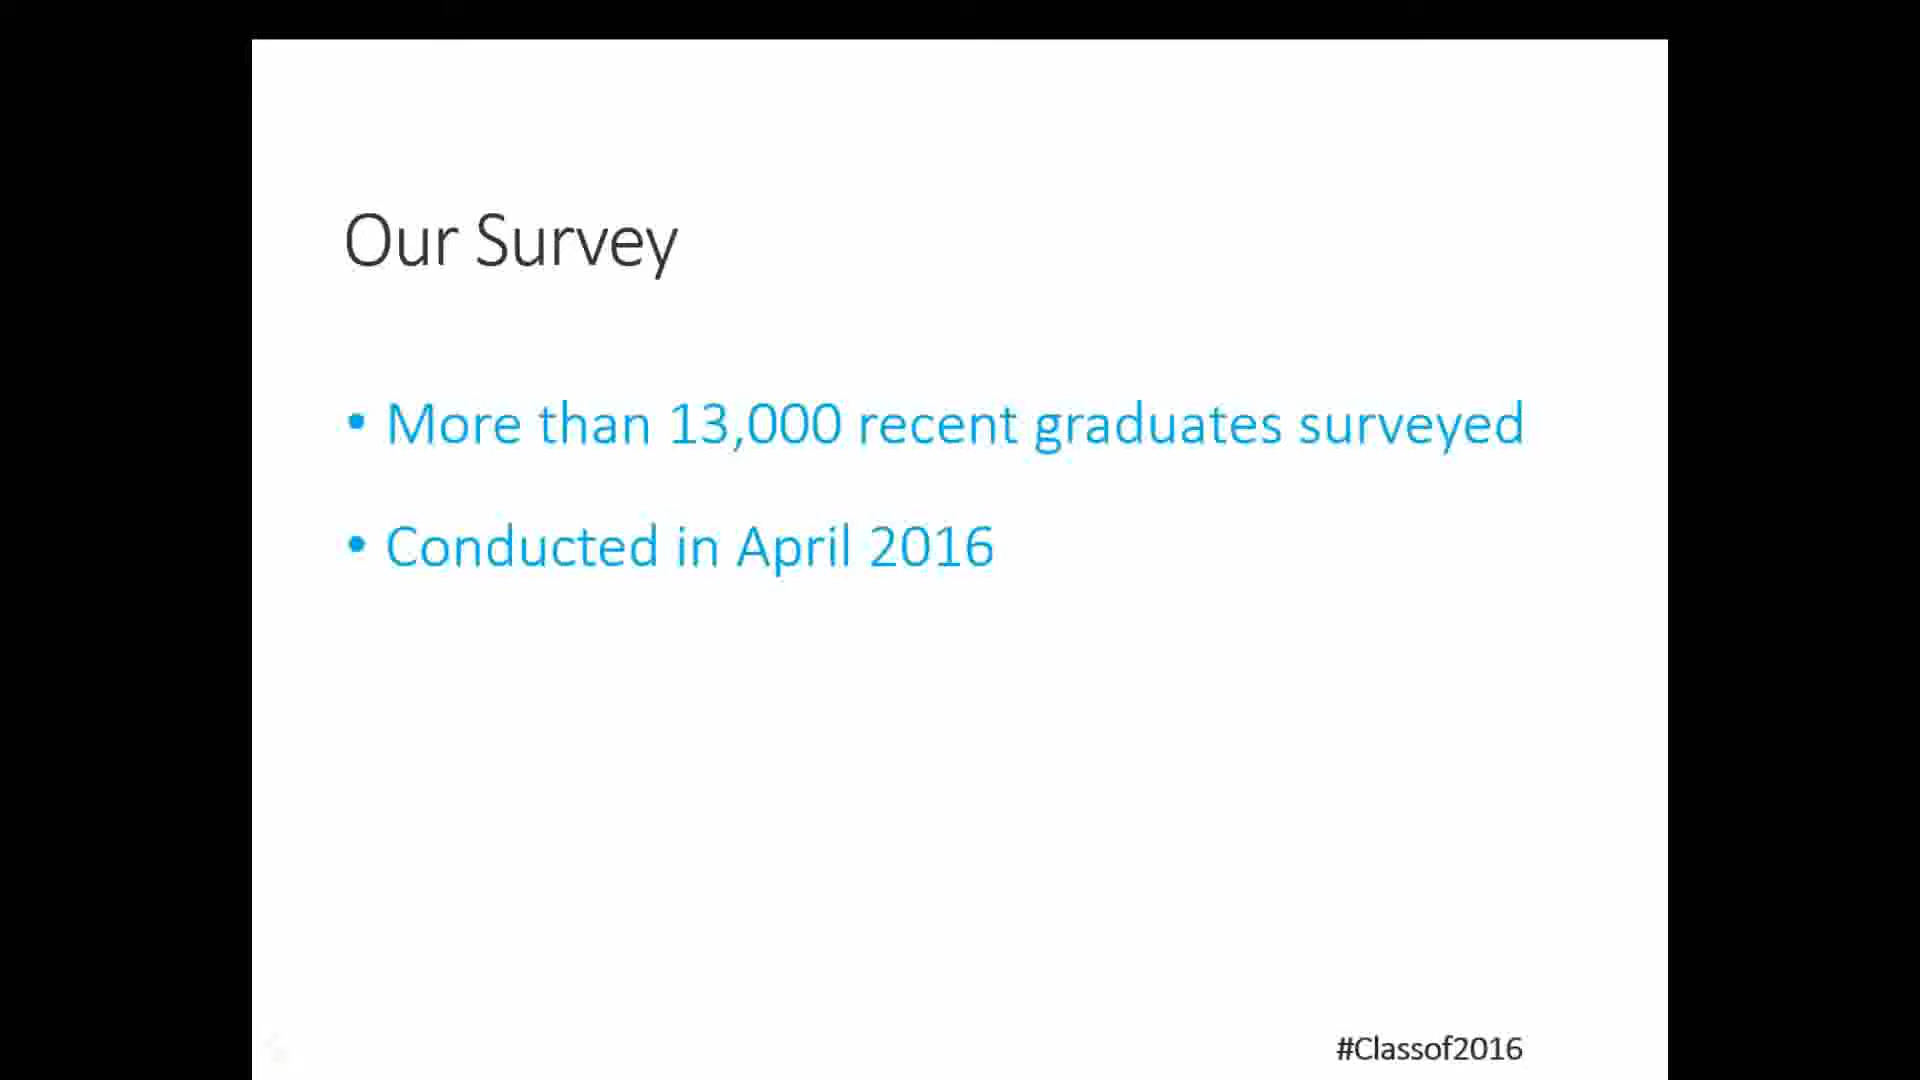 Our Survey
• More than 13,000 recent graduates surveyed
• Conducted in April 2016
#Classof2016